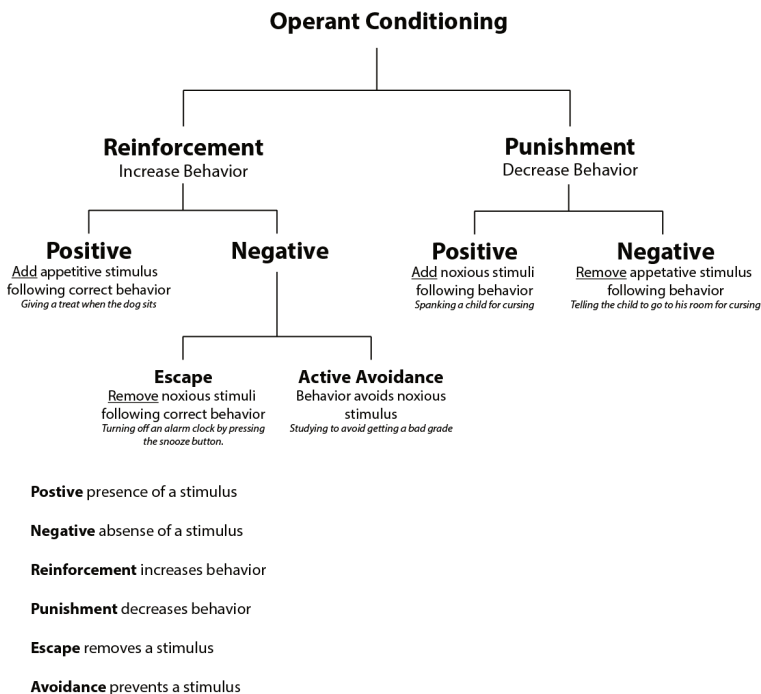 Operant Conditioning
Reinforcement
Increase Behavior
Punishment
Decrease Behavior
Positive
Add appetitive stimulus
following correct behavior
Giving a treat when the dog sits
Negative
Positive
Add noxious stimuli
following behavior
Spanking a child for cursing
Negative
Remove appetative stimulus
following behavior
Telling the child to go to his room for cursing
Escape
Remove noxious stimuli
following correct behavior
Turning off an alarm clock by pressing
the snooze button.
Active Avoidance
Behavior avoids noxious
stimulus
Studying to avoid getting a bad grade
Postive presence of a stimulus
Negative absense of a stimulus
Reinforcement increases behavior
Punishment decreases behavior
Escape removes a stimulus
Avoidance prevents a stimulus